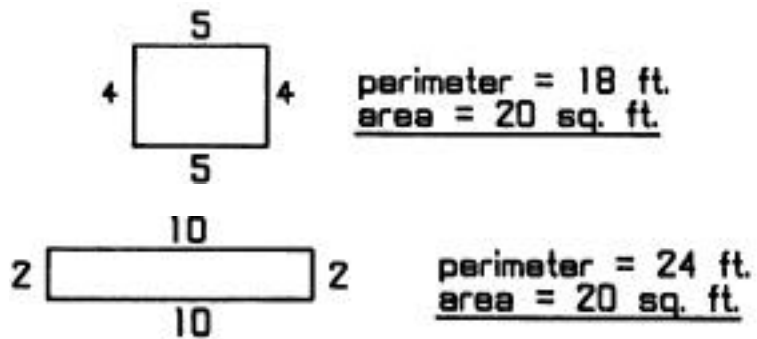 5
4 4
perimeter = 18 ft.
area = 20 sq. ft.
5
10
2 2
perimeter = 24 ft.
area = 20 sq. ft.
10